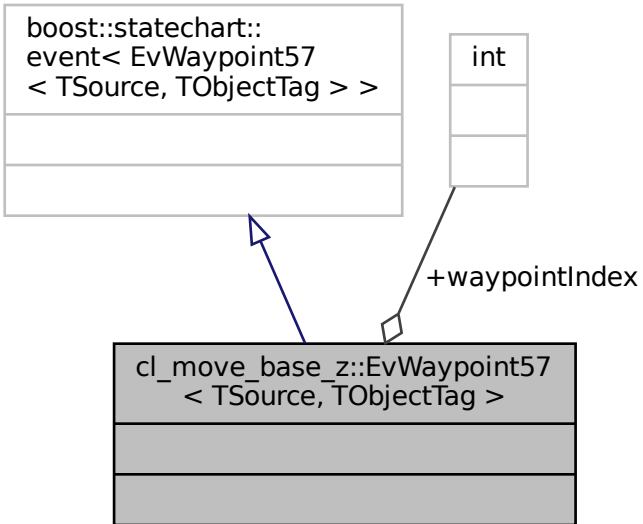 boost::statechart::
event< EvWaypoint57
< TSource, TObjectTag > >
int
+waypointIndex
cl_move_base_z::EvWaypoint57
< TSource, TObjectTag >